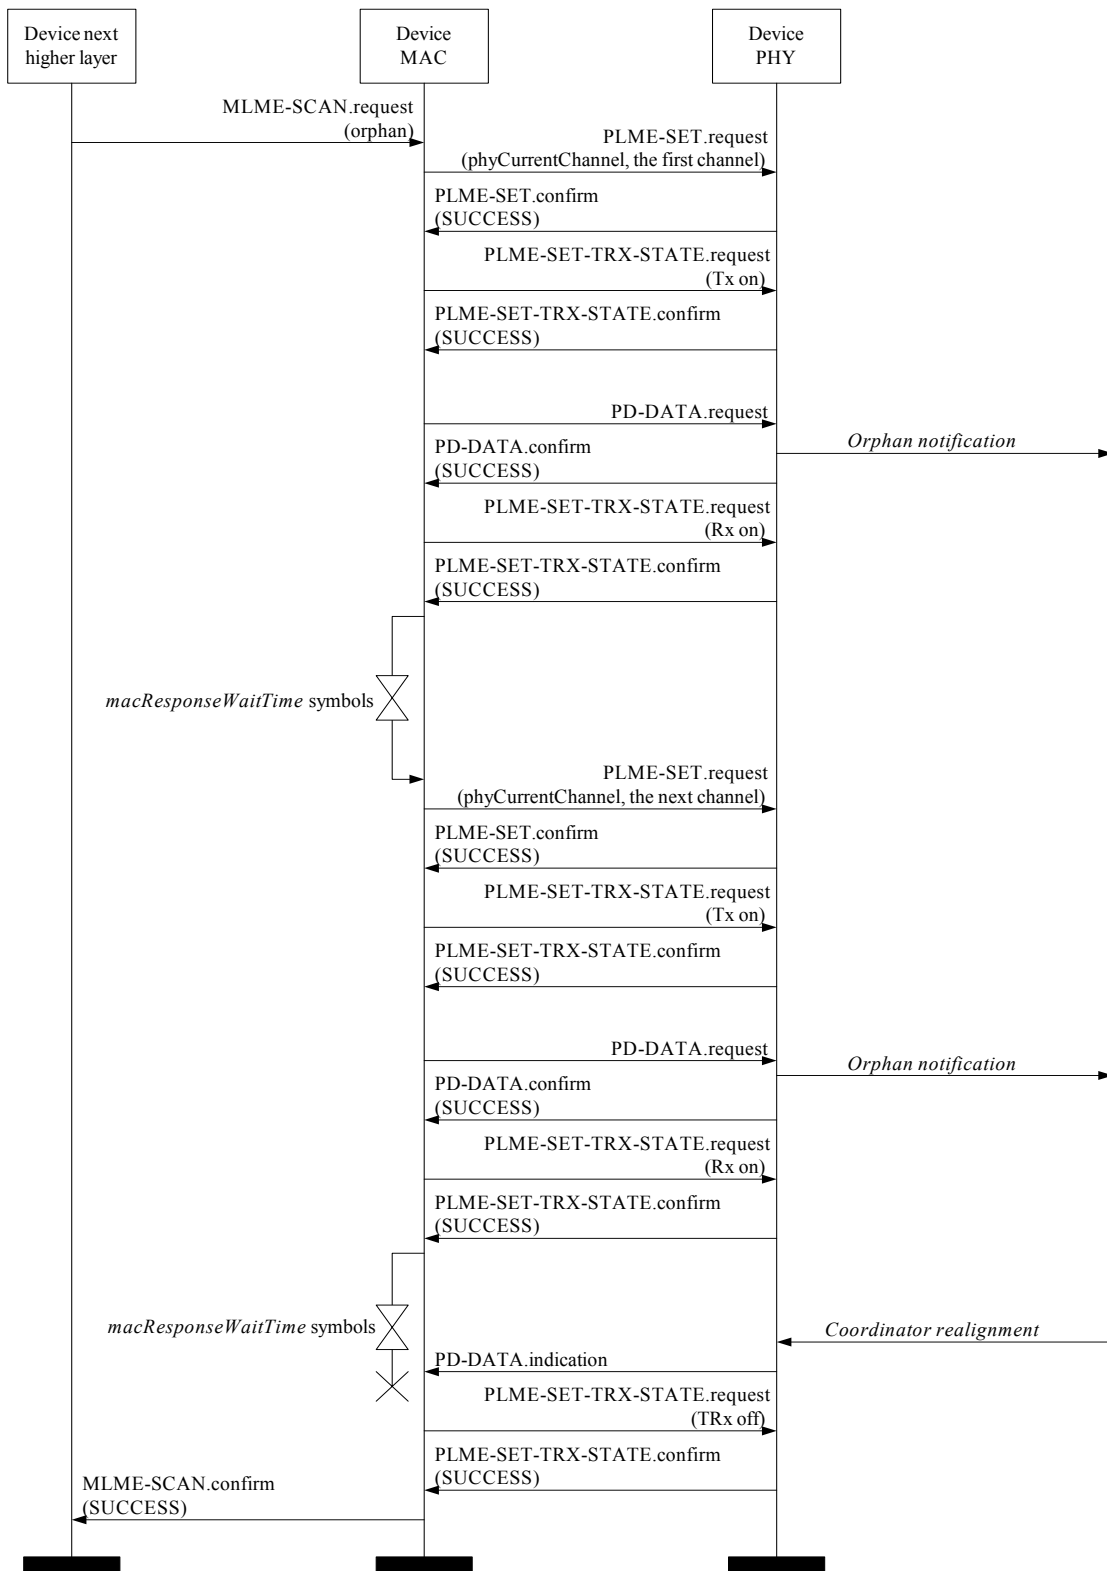 Device next
higher layer
Device
MAC
Device
PHY
MLME-SCAN.request
(orphan)
PLME-SET.request
(phyCurrentChannel, the first channel)
PLME-SET.confirm
(SUCCESS)
PLME-SET-TRX-STATE.request
(Tx on)
PLME-SET-TRX-STATE.confirm
(SUCCESS)
PD-DATA.request
Orphan notification
PD-DATA.confirm
(SUCCESS)
PLME-SET-TRX-STATE.request
(Rx on)
PLME-SET-TRX-STATE.confirm
(SUCCESS)
macResponseWaitTime symbols
PLME-SET.request
(phyCurrentChannel, the next channel)
PLME-SET.confirm
(SUCCESS)
PLME-SET-TRX-STATE.request
(Tx on)
PLME-SET-TRX-STATE.confirm
(SUCCESS)
PD-DATA.request
Orphan notification
PD-DATA.confirm
(SUCCESS)
PLME-SET-TRX-STATE.request
(Rx on)
PLME-SET-TRX-STATE.confirm
(SUCCESS)
macResponseWaitTime symbols
Coordinator realignment
PD-DATA.indication
PLME-SET-TRX-STATE.request
(TRx off)
PLME-SET-TRX-STATE.confirm
(SUCCESS)
MLME-SCAN.confirm
(SUCCESS)